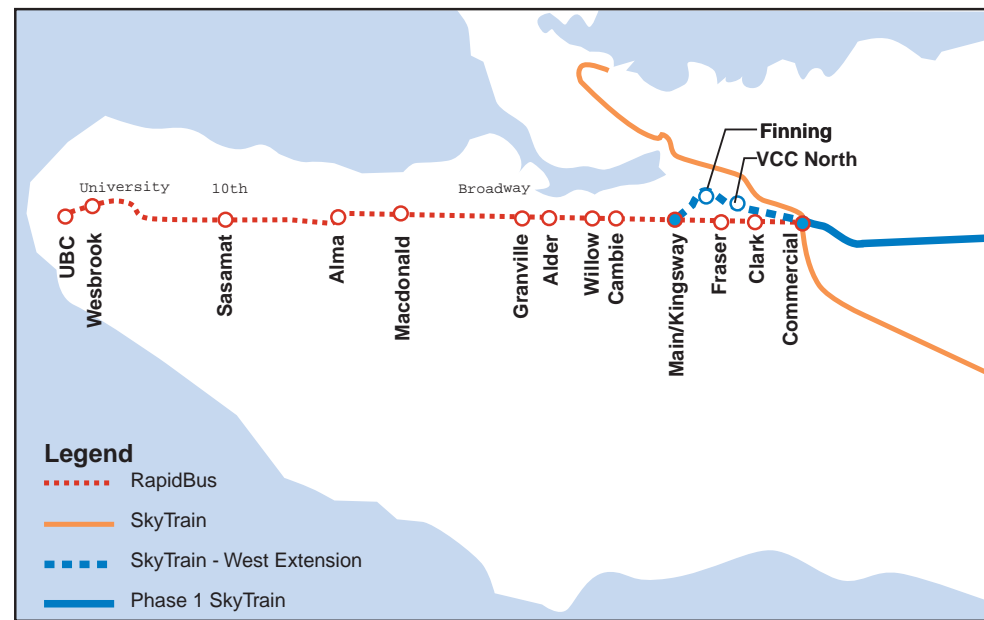 Finning
VCC North
University
10th
Broadway
UBC
Wesbrook
Sasamat
Alma
Macdonald
Granville
Alder
Willow
Cambie
Main/Kingsway
Fraser
Clark
Commercial
Legend
RapidBus
SkyTrain
SkyTrain - West Extension
Phase 1 SkyTrain